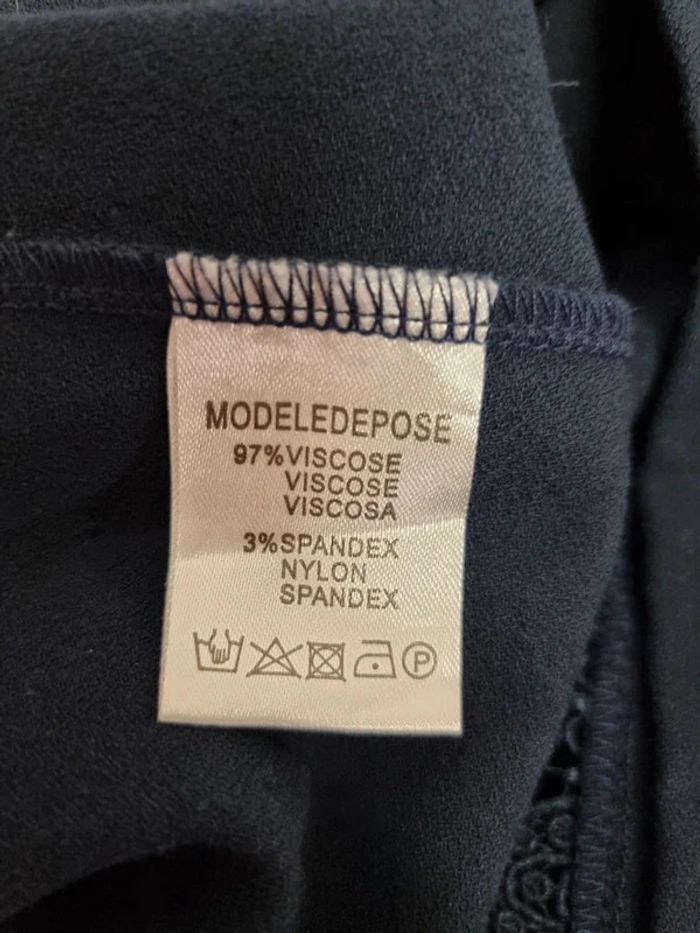 MODELEDEPOSE
97%VISCOSE
VISCOSE
VISCOSA
3%SPANDEX
NYLON
SPANDEX
P